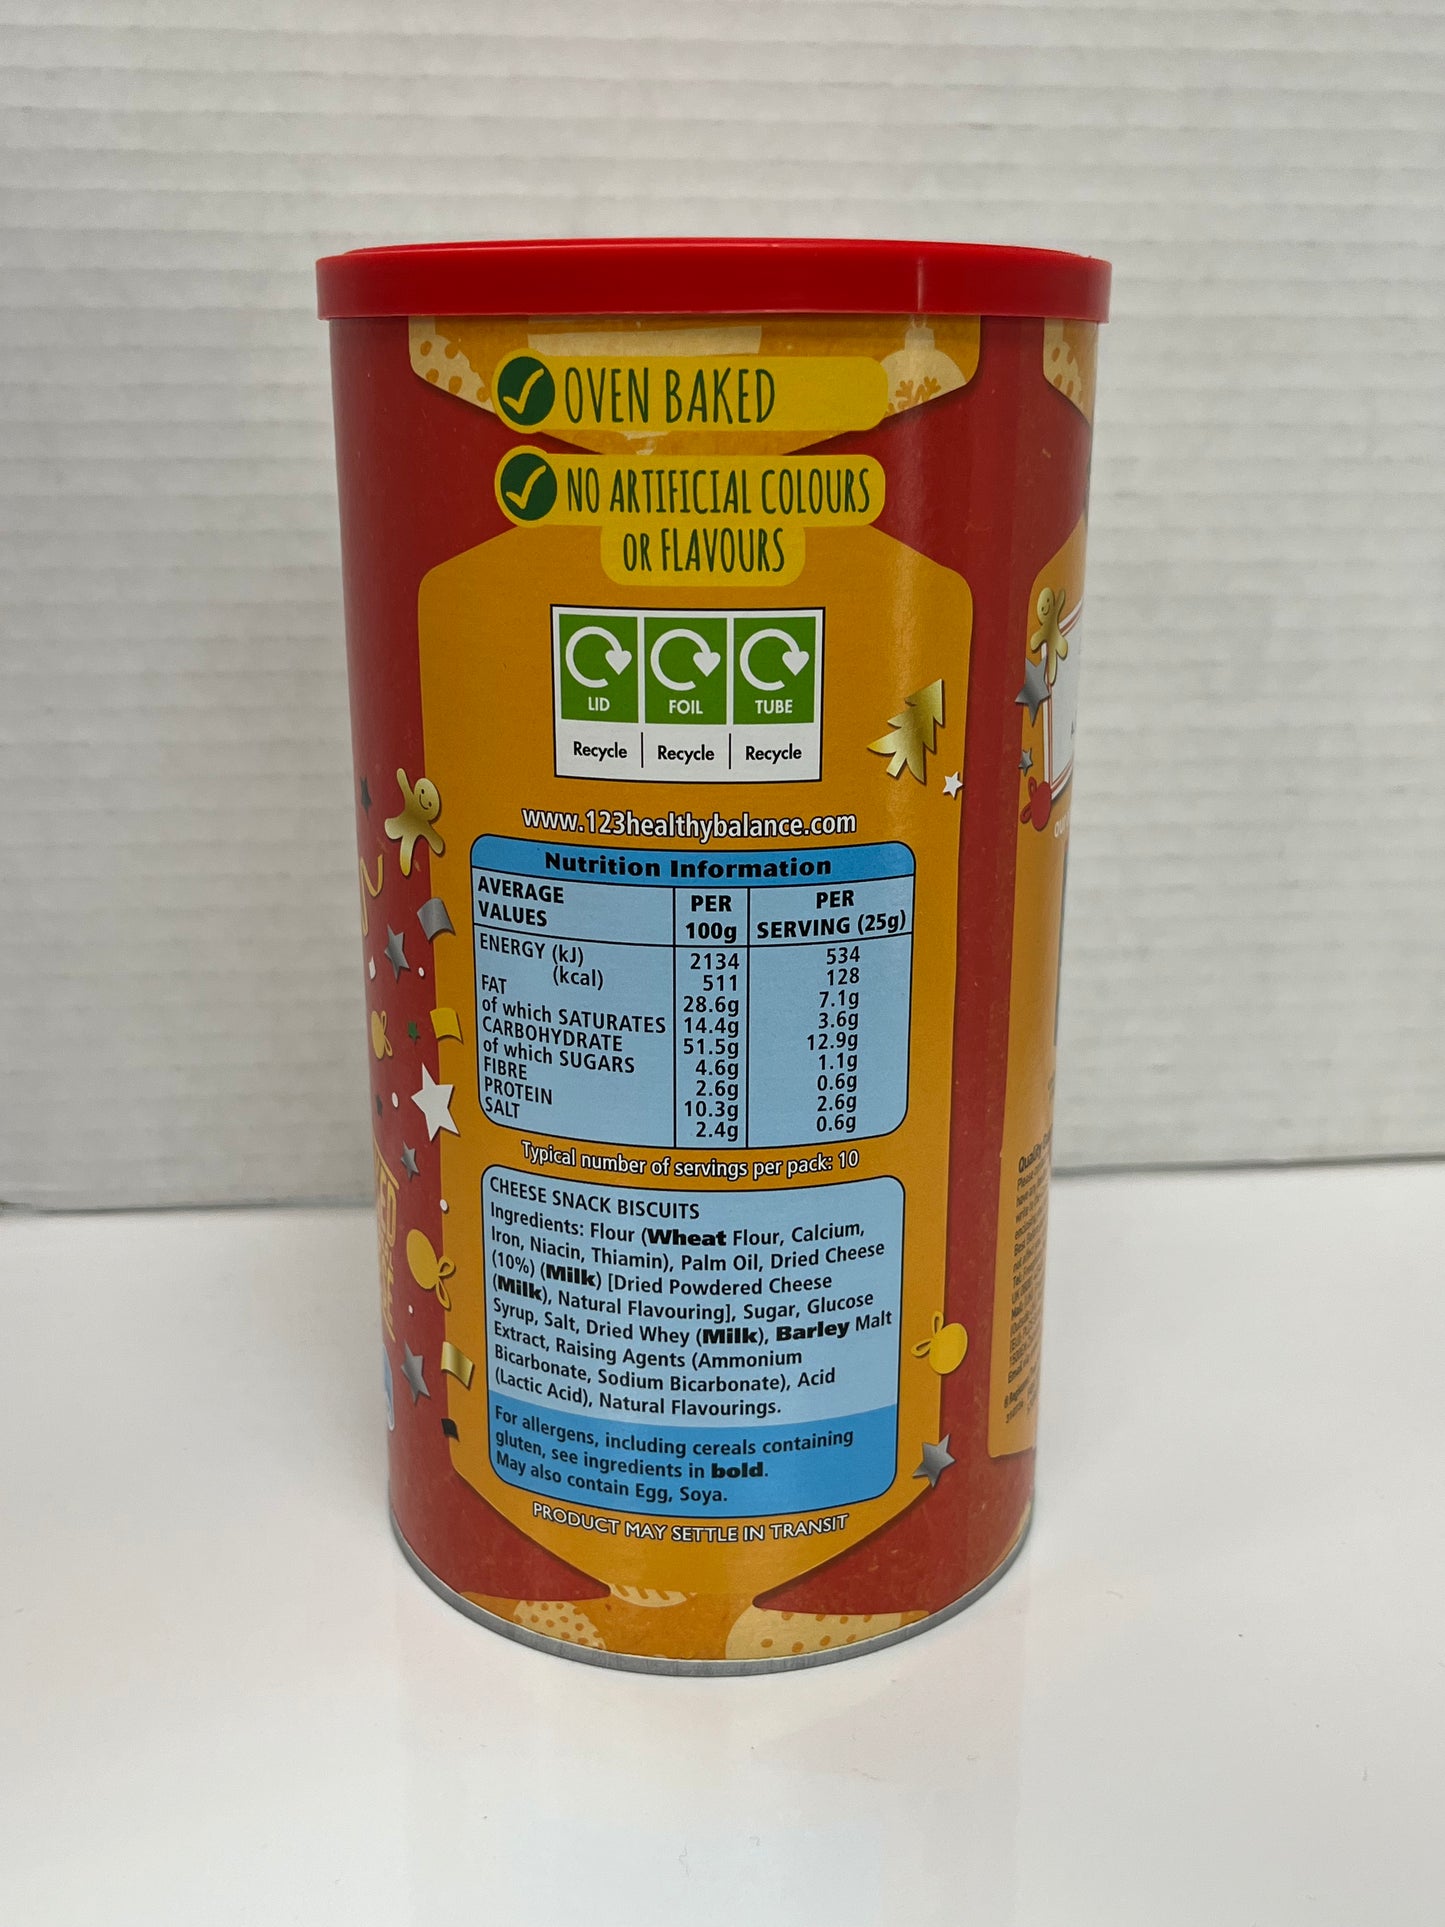 OVEN BAKED
NO ARTIFICIAL COLOURS
OR FLAVOURS
LID FOIL TUBE
Recycle Recycle Recycle
www.123healthybalance.com
Nutrition Information
AVERAGE VALUES PER 100g PER SERVING (25g)
ENERGY (kJ) 2134 534
(kcal) 511 128
FAT 28.6g 7.1g
of which SATURATES 14.4g 3.6g
CARBOHYDRATE 51.5g 12.9g
of which SUGARS 4.6g 1.1g
FIBRE 2.6g 0.6g
PROTEIN 10.3g 2.6g
SALT 2.4g 0.6g
Typical number of servings per pack: 10
CHEESE SNACK BISCUITS
Ingredients: Flour (Wheat Flour, Calcium,
Iron, Niacin, Thiamin), Palm Oil, Dried Cheese
(10%) (Milk) [Dried Powdered Cheese
(Milk), Natural Flavouring], Sugar, Glucose
Syrup, Salt, Dried Whey (Milk), Barley Malt
Extract, Raising Agents (Ammonium
Bicarbonate, Sodium Bicarbonate), Acid
(Lactic Acid), Natural Flavourings.
For allergens, including cereals containing
gluten, see ingredients in bold.
May also contain Egg, Soya.
PRODUCT MAY SETTLE IN TRANSIT